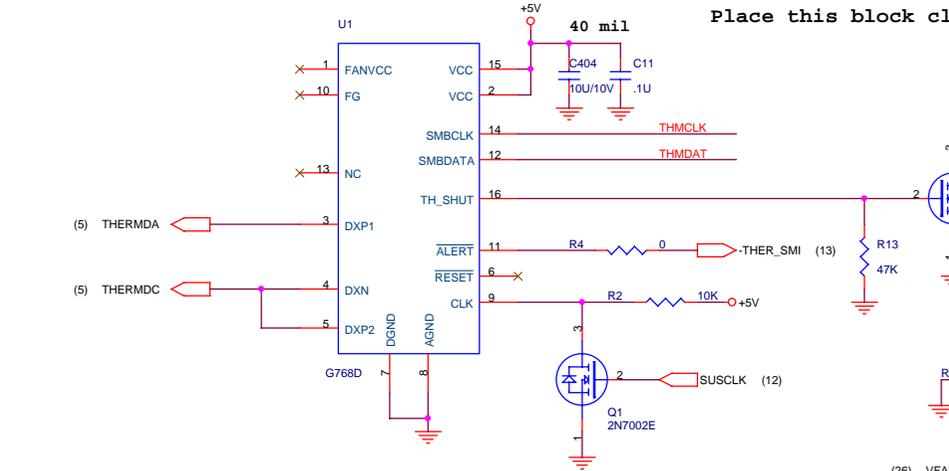 +5V
Place this block cl
U1
40 mil
1 FANVCC VCC 15
C404 C11
10 FG VCC 2
10U/10V .1U
SMBCLK 14 THMCLK
SMBDATA 12 THMDAT
13 NC
TH_SHUT 16 2
(5) THERMDA 3 DXP1
ALERT 11 R4 0 -THER_SMI (13)
R13
47K
RESET 6
(5) THERMDC 4 DXN
CLK 9 R2 10K +5V
5 DXP2
DGND AGND
3
G768D 7 8
2 SUSCLK (12)
R
Q1
2N7002E
1
1
(26)